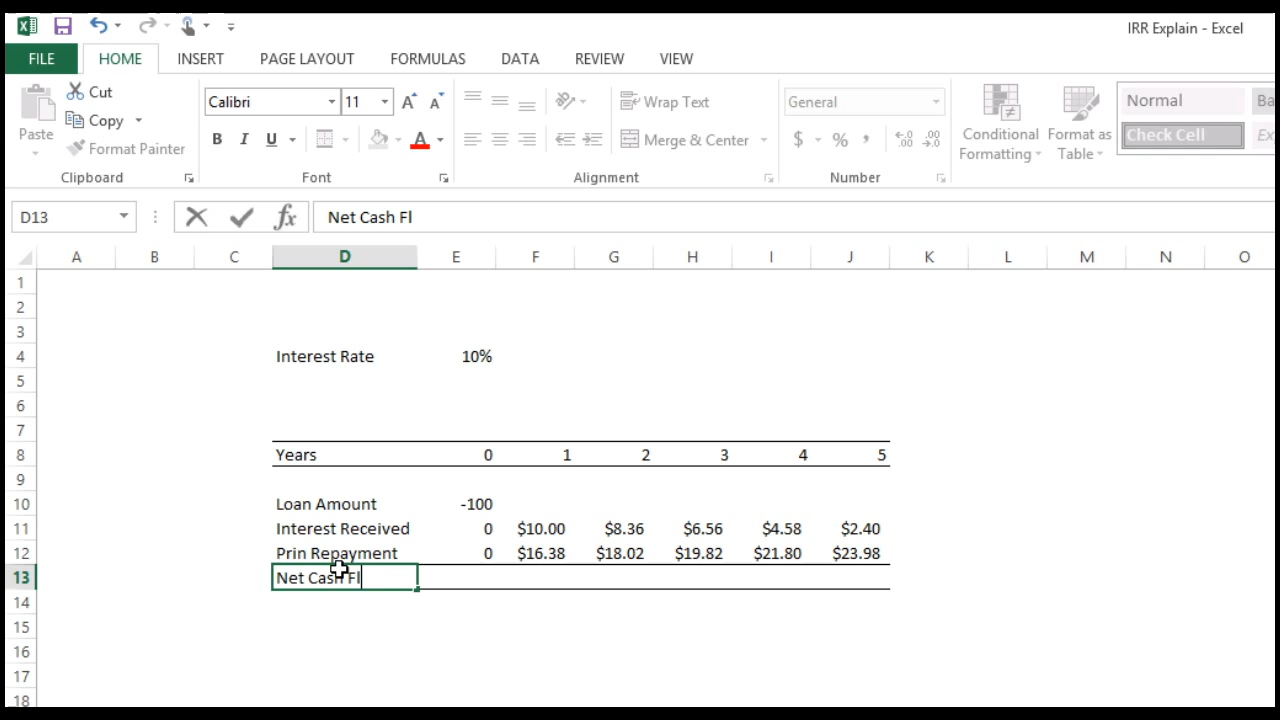 IRR Explain - Excel
FILE HOME INSERT PAGE LAYOUT FORMULAS DATA REVIEW VIEW
Paste Cut Copy Format Painter
Calibri 11 A A
B I U A
Wrap Text
Merge & Center
General
$ % ,
Conditional Formatting
Format as Table
Normal Ba
Check Cell Ex
Clipboard Font Alignment Number
D13 fx Net Cash Fl
A B C D E F G H I J K L M N O
1
2
3
4 Interest Rate 10%
5
6
7
8 Years 0 1 2 3 4 5
9
10 Loan Amount -100
11 Interest Received 0 $10.00 $8.36 $6.56 $4.58 $2.40
12 Prin Repayment 0 $16.38 $18.02 $19.82 $21.80 $23.98
13 Net Cash Fl
14
15
16
17
18